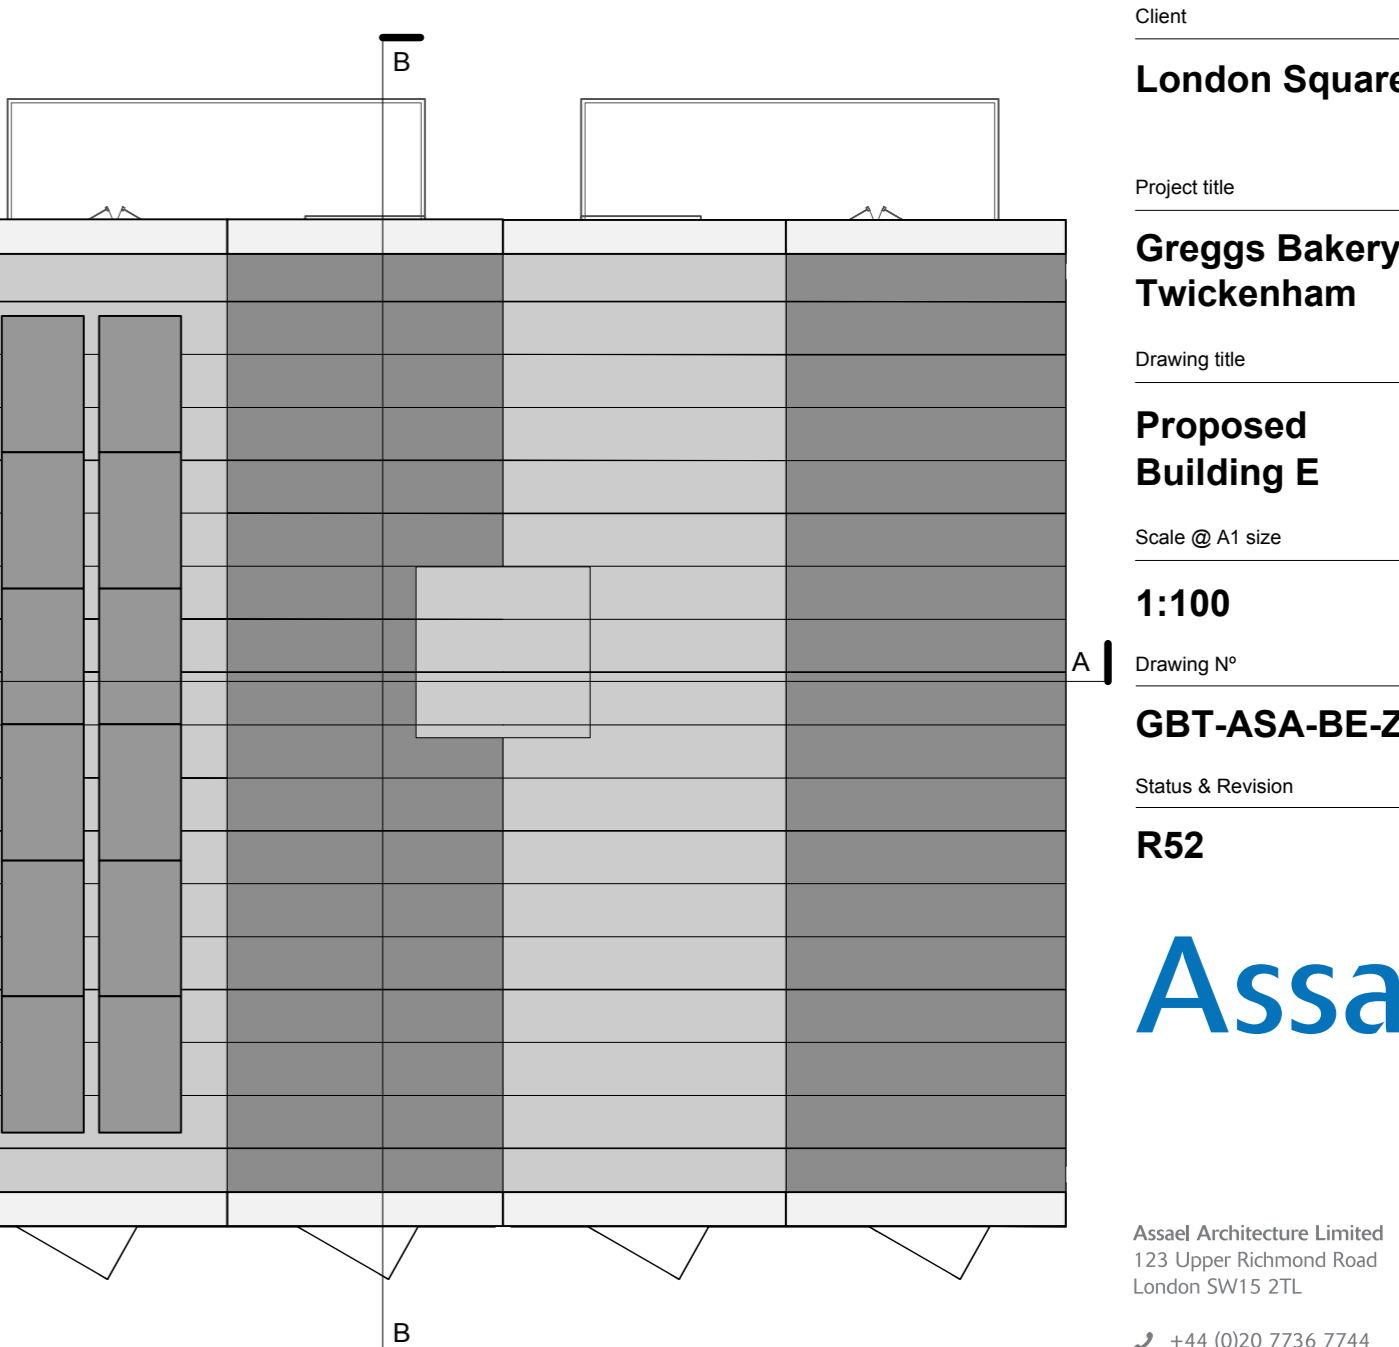 B
A
B
Client
London Square
Project title
Greggs Bakery
Twickenham
Drawing title
Proposed
Building E
Scale @ A1 size
1:100
Drawing Nº
GBT-ASA-BE-Z
Status & Revision
R52
Assa
Assael Architecture Limited
123 Upper Richmond Road
London SW15 2TL
+44 (0)20 7736 7744